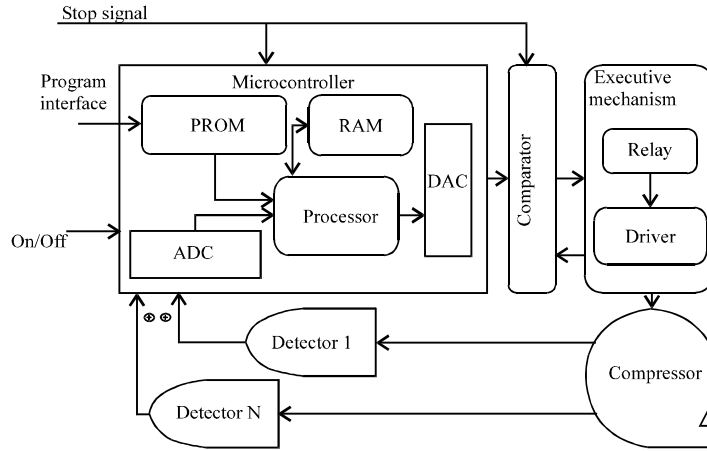 Stop signal
Program
interface
Microcontroller
PROM
RAM
Processor
DAC
ADC
On/Off
Comparator
Executive
mechanism
Relay
Driver
Detector 1
Detector N
Compressor